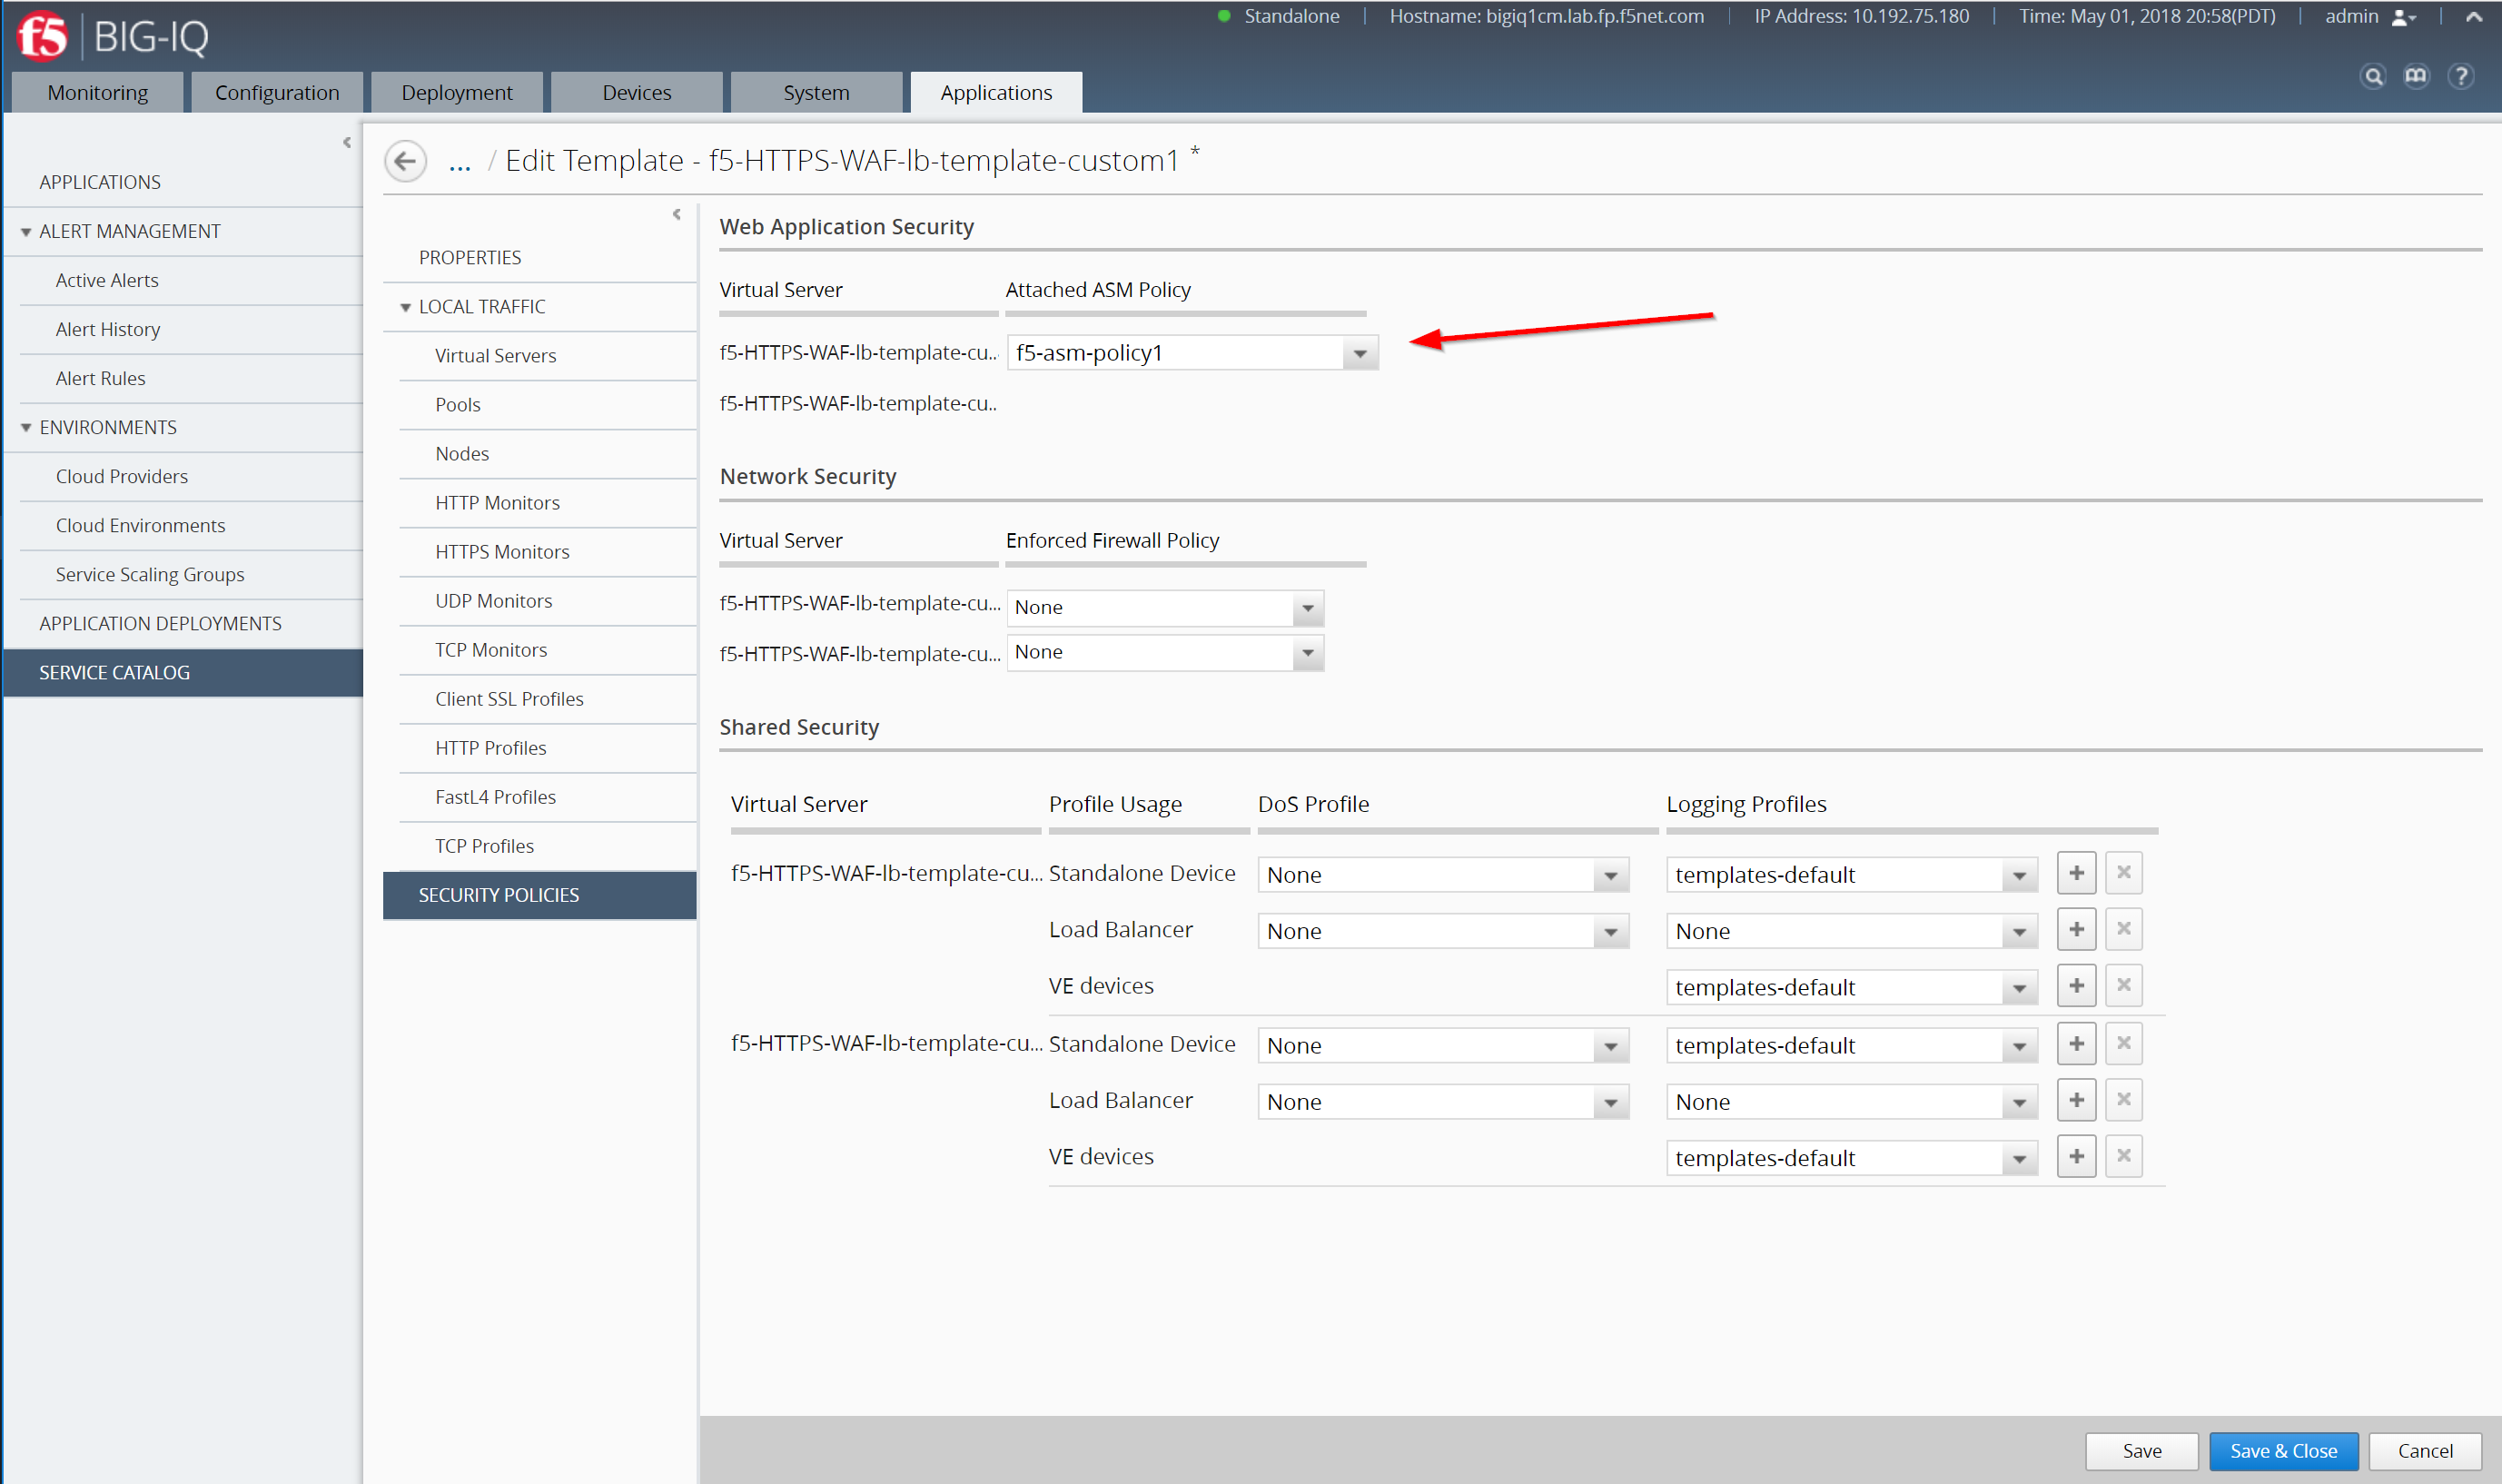 f5 BIG-IQ
Standalone
Hostname: bigiq1cm.lab.fp.f5net.com
IP Address: 10.192.75.180
Time: May 01, 2018 20:58(PDT)
admin
Monitoring
Configuration
Deployment
Devices
System
Applications
APPLICATIONS
ALERT MANAGEMENT
Active Alerts
Alert History
Alert Rules
ENVIRONMENTS
Cloud Providers
Cloud Environments
Service Scaling Groups
APPLICATION DEPLOYMENTS
SERVICE CATALOG
... / Edit Template - f5-HTTPS-WAF-lb-template-custom1 *
PROPERTIES
LOCAL TRAFFIC
Virtual Servers
Pools
Nodes
HTTP Monitors
HTTPS Monitors
UDP Monitors
TCP Monitors
Client SSL Profiles
HTTP Profiles
FastL4 Profiles
TCP Profiles
SECURITY POLICIES
Web Application Security
Virtual Server Attached ASM Policy
f5-HTTPS-WAF-lb-template-cu.. f5-asm-policy1
f5-HTTPS-WAF-lb-template-cu..
Network Security
Virtual Server Enforced Firewall Policy
f5-HTTPS-WAF-lb-template-cu... None
f5-HTTPS-WAF-lb-template-cu... None
Shared Security
Virtual Server Profile Usage DoS Profile Logging Profiles
f5-HTTPS-WAF-lb-template-cu... Standalone Device None templates-default
Load Balancer None None
VE devices templates-default
f5-HTTPS-WAF-lb-template-cu... Standalone Device None templates-default
Load Balancer None None
VE devices templates-default
Save
Save & Close
Cancel